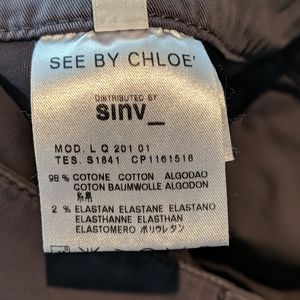 SEE BY CHLOE'
DISTRIBUTED BY
sinv_
MOD. L Q 201 01
TES. S1841 CP1161518
98 % COTONE COTTON ALGODAO
COTON BAUMWOLLE ALGODON
綿
2 % ELASTAN ELASTANE ELASTANO
ELASTHANNE ELASTHAN
ELASTOMERO ポリウレタン